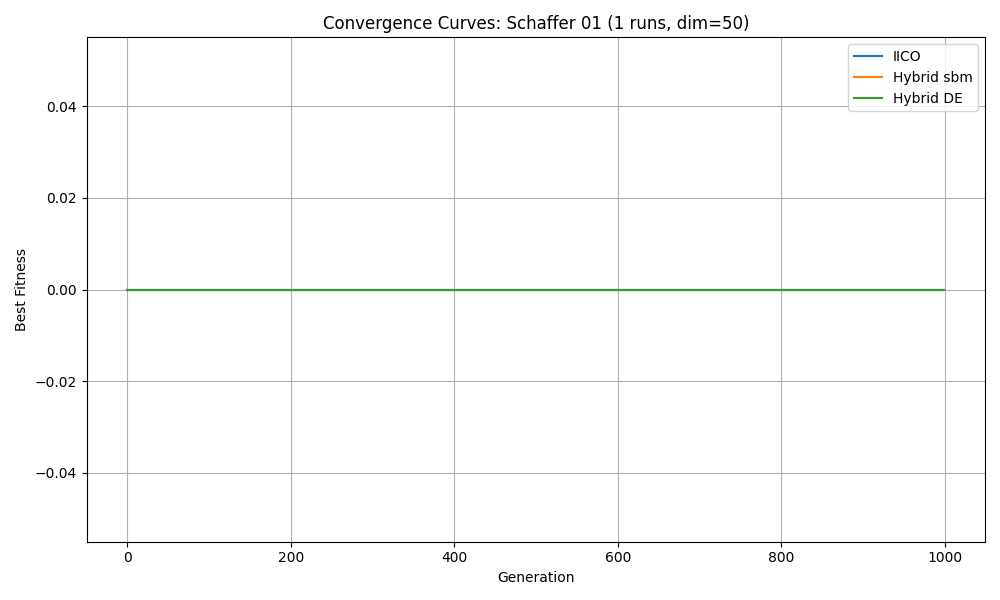 Convergence Curves: Schaffer 01 (1 runs, dim=50)
IICO
Hybrid sbm
Hybrid DE
Best Fitness
0.04
0.02
0.00
−0.02
−0.04
0 200 400 600 800 1000
Generation